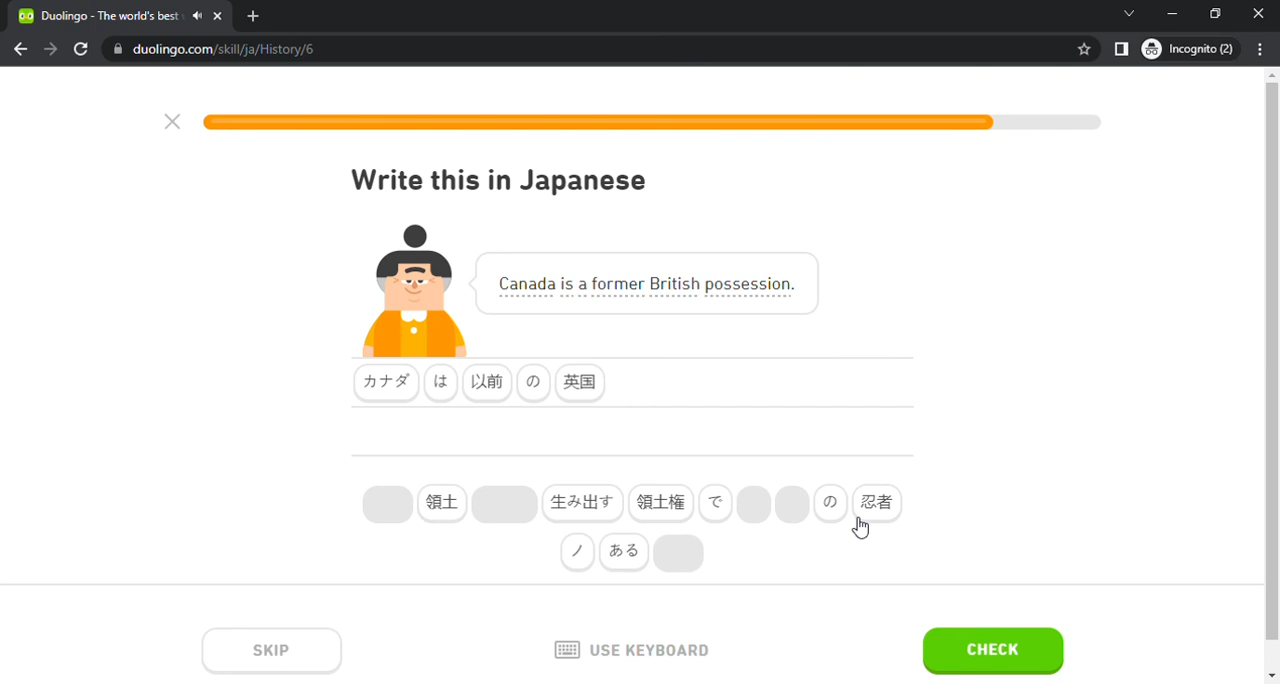 Duolingo - The world's best
duolingo.com/skill/ja/History/6
Incognito (2)
Write this in Japanese
Canada is a former British possession.
カナダ は 以前 の 英国
領土 生み出す 領土権 で の 忍者
ノ ある
SKIP USE KEYBOARD CHECK